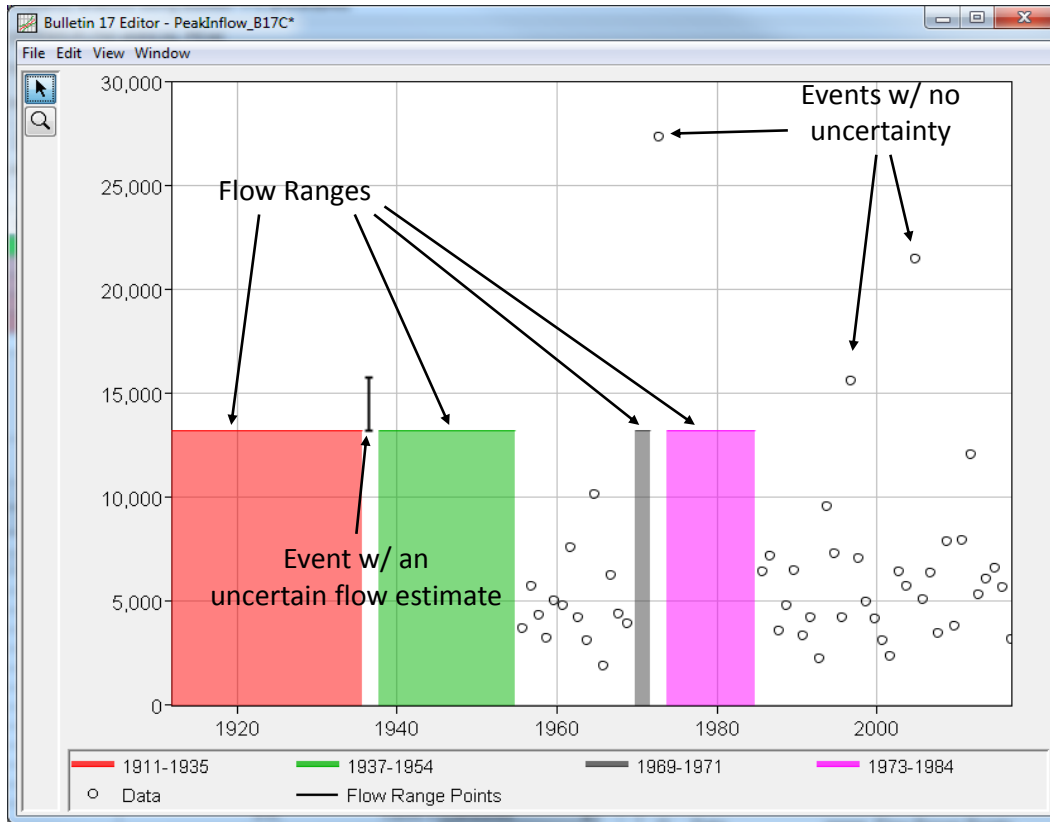 Bulletin 17 Editor - PeakInflow_B17C*
File Edit View Window
30,000
25,000
20,000
15,000
10,000
5,000
0
Events w/ no
uncertainty
Flow Ranges
Event w/ an
uncertain flow estimate
1920 1940 1960 1980 2000
1911-1935 1937-1954 1969-1971 1973-1984
Data Flow Range Points